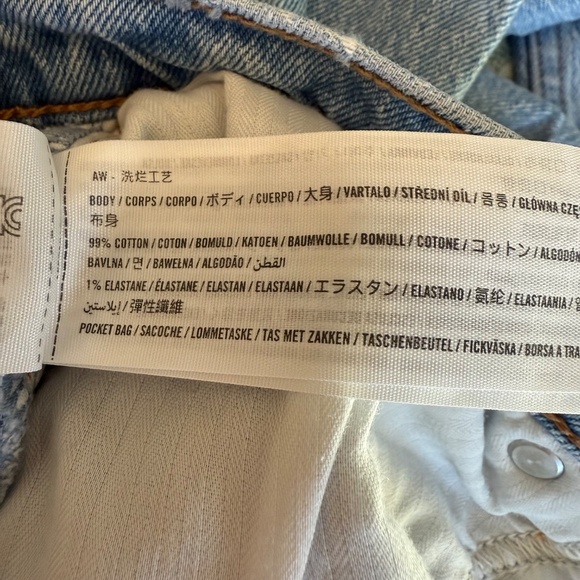 AW - 洗烂工艺
BODY / CORPS / CORPO / ボディ / CUERPO / 大身 / VARTALO / STŘEDNÍ DÍL / 몸통 / GŁÓWNA CZĘ
布身
99% COTTON / COTON / BOMULD / KATOEN / BAUMWOLLE / BOMULL / COTONE / コットン / ALGODÓN
BAVLNA / 면 / BAWEŁNA / ALGODÃO / القطن
1% ELASTANE / ÉLASTANE / ELASTAN / ELASTAAN / エラスタン / ELASTANO / 氨纶 / ELASTAANIA /
إيلاستين / 彈性纖維
POCKET BAG / SACOCHE / LOMMETASKE / TAS MET ZAKKEN / TASCHENBEUTEL / FICKVÄSKA / BORSA A TRA